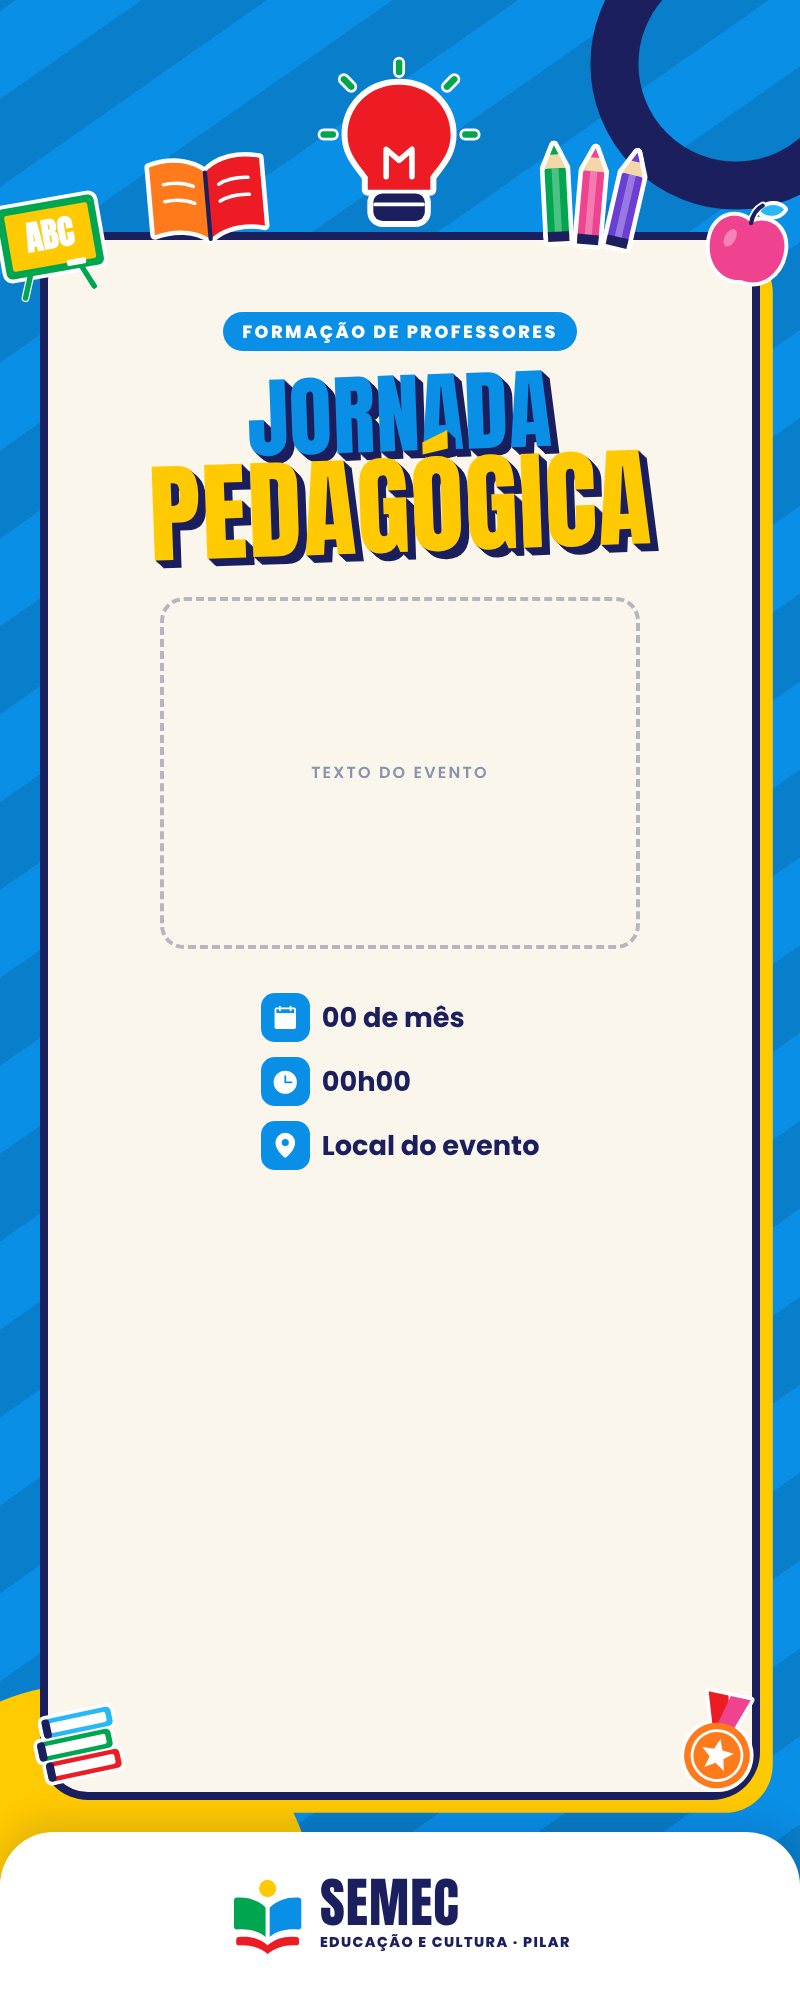 ABC
M
FORMAÇÃO DE PROFESSORES
JORNADA
PEDAGÓGICA
TEXTO DO EVENTO
00 de mês
00h00
Local do evento
SEMEC
EDUCAÇÃO E CULTURA · PILAR